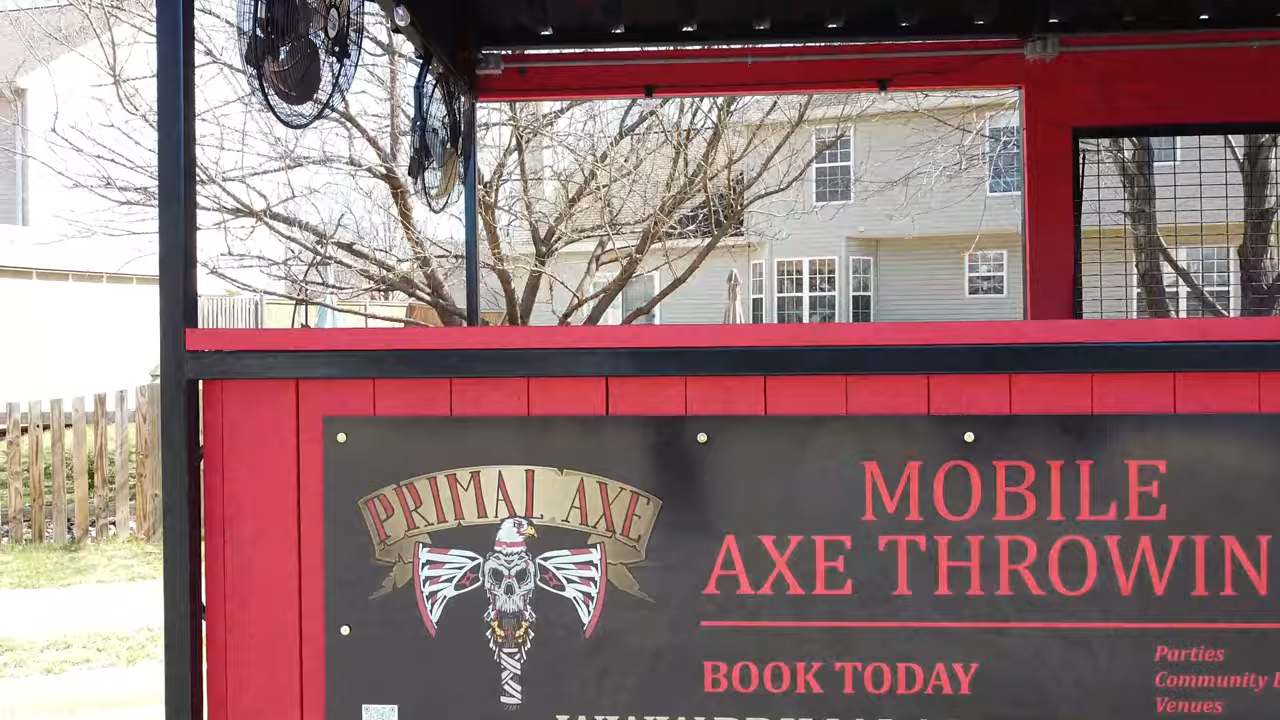 PRIMAL AXE
MOBILE
AXE THROWIN
BOOK TODAY
Parties
Community
Venues